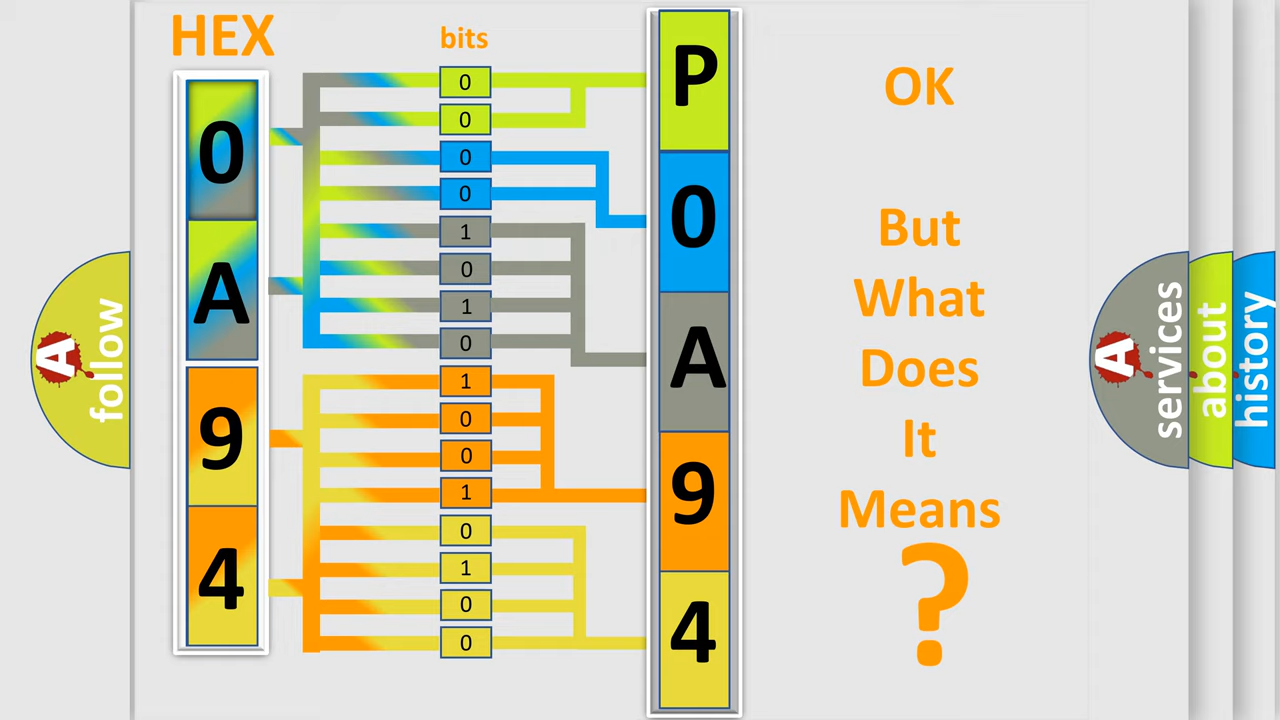 HEX
0
A
9
4
bits
0
0
0
0
1
0
1
0
1
0
0
1
0
1
0
0
P
0
A
9
4
OK
But
What
Does
It
Means
?
A
follow
A
services
about
history